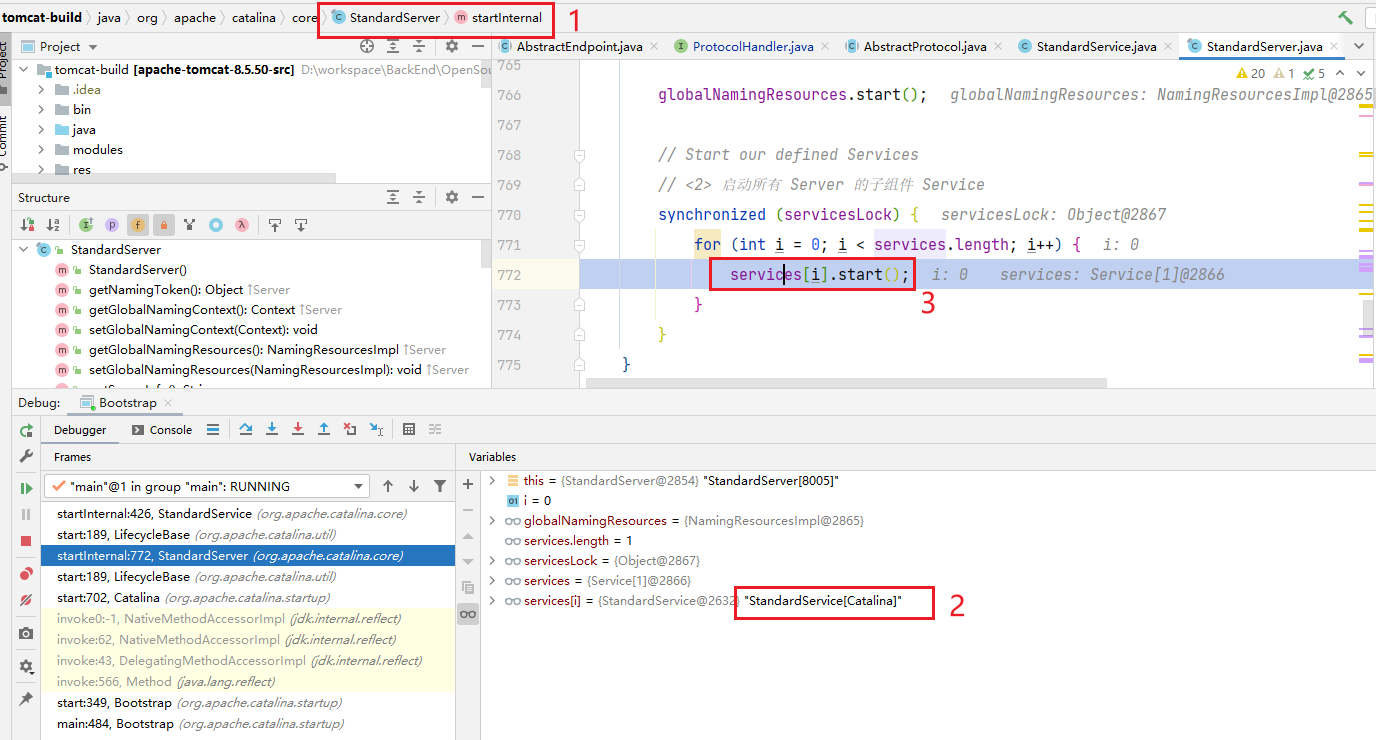 tomcat-build java org apache catalina core StandardServer startInternal 1
Project
AbstractEndpoint.java ProtocolHandler.java AbstractProtocol.java StandardService.java StandardServer.java
tomcat-build [apache-tomcat-8.5.50-src] D:\workspace\BackEnd\OpenSou
.idea
bin
java
modules
res
Project
Commit
20 1 5
765
766 globalNamingResources.start(); globalNamingResources: NamingResourcesImpl@2865
767
768 // Start our defined Services
769 // <2> 启动所有 Server 的子组件 Service
770 synchronized (servicesLock) { servicesLock: Object@2867
771 for (int i = 0; i < services.length; i++) { i: 0
772 services[i].start(); i: 0 services: Service[1]@2866
773 }
3
774 }
775 }
Structure
StandardServer
StandardServer()
getNamingToken(): Object ↑Server
getGlobalNamingContext(): Context ↑Server
setGlobalNamingContext(Context): void
getGlobalNamingResources(): NamingResourcesImpl ↑Server
setGlobalNamingResources(NamingResourcesImpl): void ↑Server
Debug: Bootstrap
Debugger Console
Frames
"main"@1 in group "main": RUNNING
startInternal:426, StandardService (org.apache.catalina.core)
start:189, LifecycleBase (org.apache.catalina.util)
startInternal:772, StandardServer (org.apache.catalina.core)
start:189, LifecycleBase (org.apache.catalina.util)
start:702, Catalina (org.apache.catalina.startup)
invoke0:-1, NativeMethodAccessorImpl (jdk.internal.reflect)
invoke:62, NativeMethodAccessorImpl (jdk.internal.reflect)
invoke:43, DelegatingMethodAccessorImpl (jdk.internal.reflect)
invoke:566, Method (java.lang.reflect)
start:349, Bootstrap (org.apache.catalina.startup)
main:484, Bootstrap (org.apache.catalina.startup)
Variables
this = {StandardServer@2854} "StandardServer[8005]"
i = 0
globalNamingResources = {NamingResourcesImpl@2865}
services.length = 1
servicesLock = {Object@2867}
services = {Service[1]@2866}
services[i] = {StandardService@2632} "StandardService[Catalina]" 2